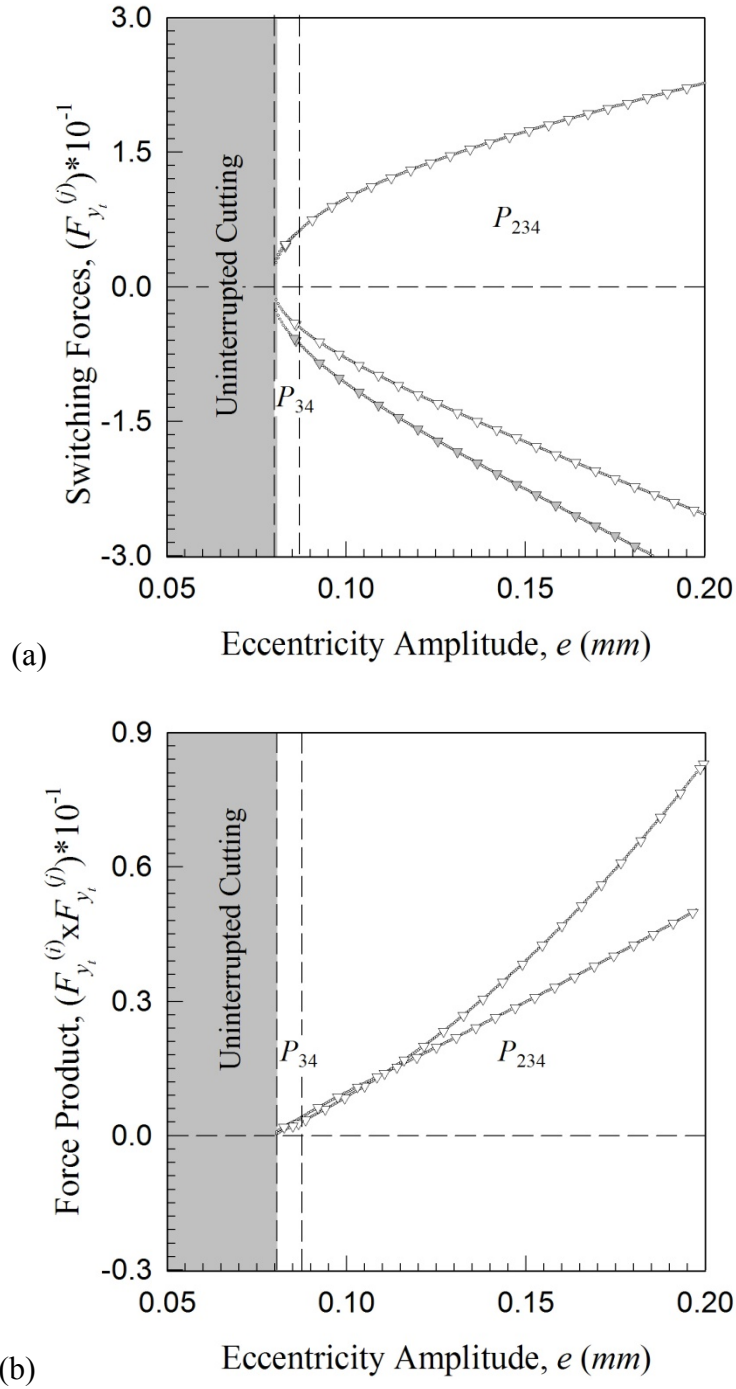 3.0
1.5
0.0
-1.5
-3.0
Switching Forces, (F_{y_t}^{(j)})*10^{-1}
Uninterrupted Cutting
P_{34}
P_{234}
0.05 0.10 0.15 0.20
Eccentricity Amplitude, e (mm)
(a)
0.9
0.6
0.3
0.0
-0.3
Force Product, (F_{y_t}^{(i)}xF_{y_t}^{(j)})*10^{-1}
Uninterrupted Cutting
P_{34}
P_{234}
0.05 0.10 0.15 0.20
Eccentricity Amplitude, e (mm)
(b)